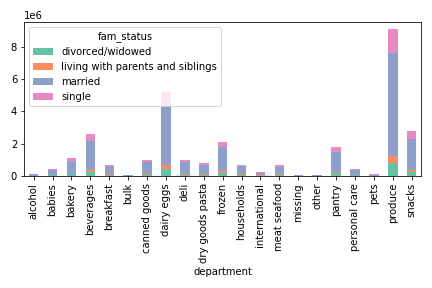 1e6
fam_status
divorced/widowed
living with parents and siblings
married
single
8
6
4
2
0
alcohol
babies
bakery
beverages
breakfast
bulk
canned goods
dairy eggs
deli
dry goods pasta
frozen
households
international
meat seafood
missing
other
pantry
personal care
pets
produce
snacks
department